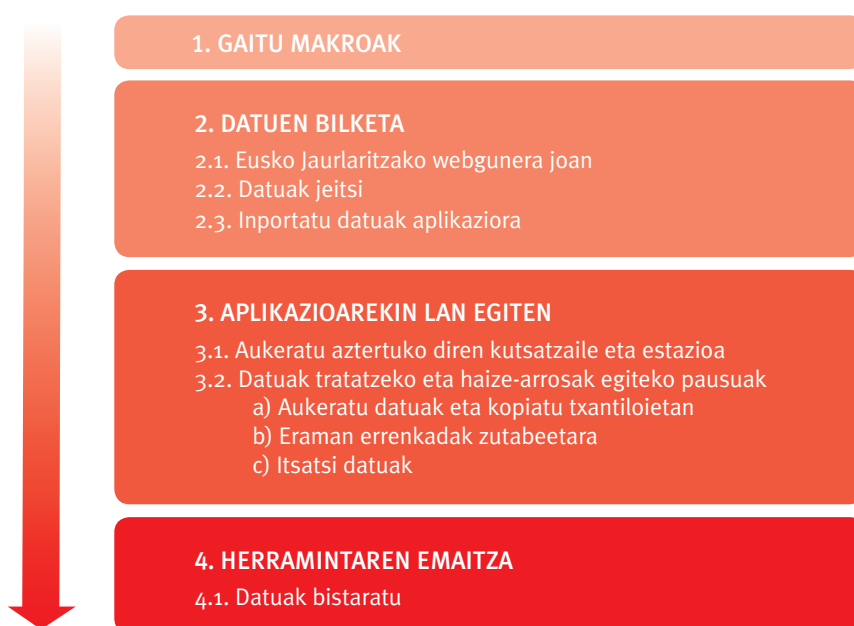 1. GAITU MAKROAK
2. DATUEN BILKETA
2.1. Eusko Jaurlaritzako webgunera joan
2.2. Datuak jeitsi
2.3. Inportatu datuak aplikaziora
3. APLIKAZIOAREKIN LAN EGITEN
3.1. Aukeratu aztertuko diren kutsatzaile eta estazioa
3.2. Datuak tratatzeko eta haize-arrosak egiteko pausuak
a) Aukeratu datuak eta kopiatu txantiloietan
b) Eraman errenkadak zutabeetara
c) Itsatsi datuak
4. HERRAMINTAREN EMAITZA
4.1. Datuak bistaratu